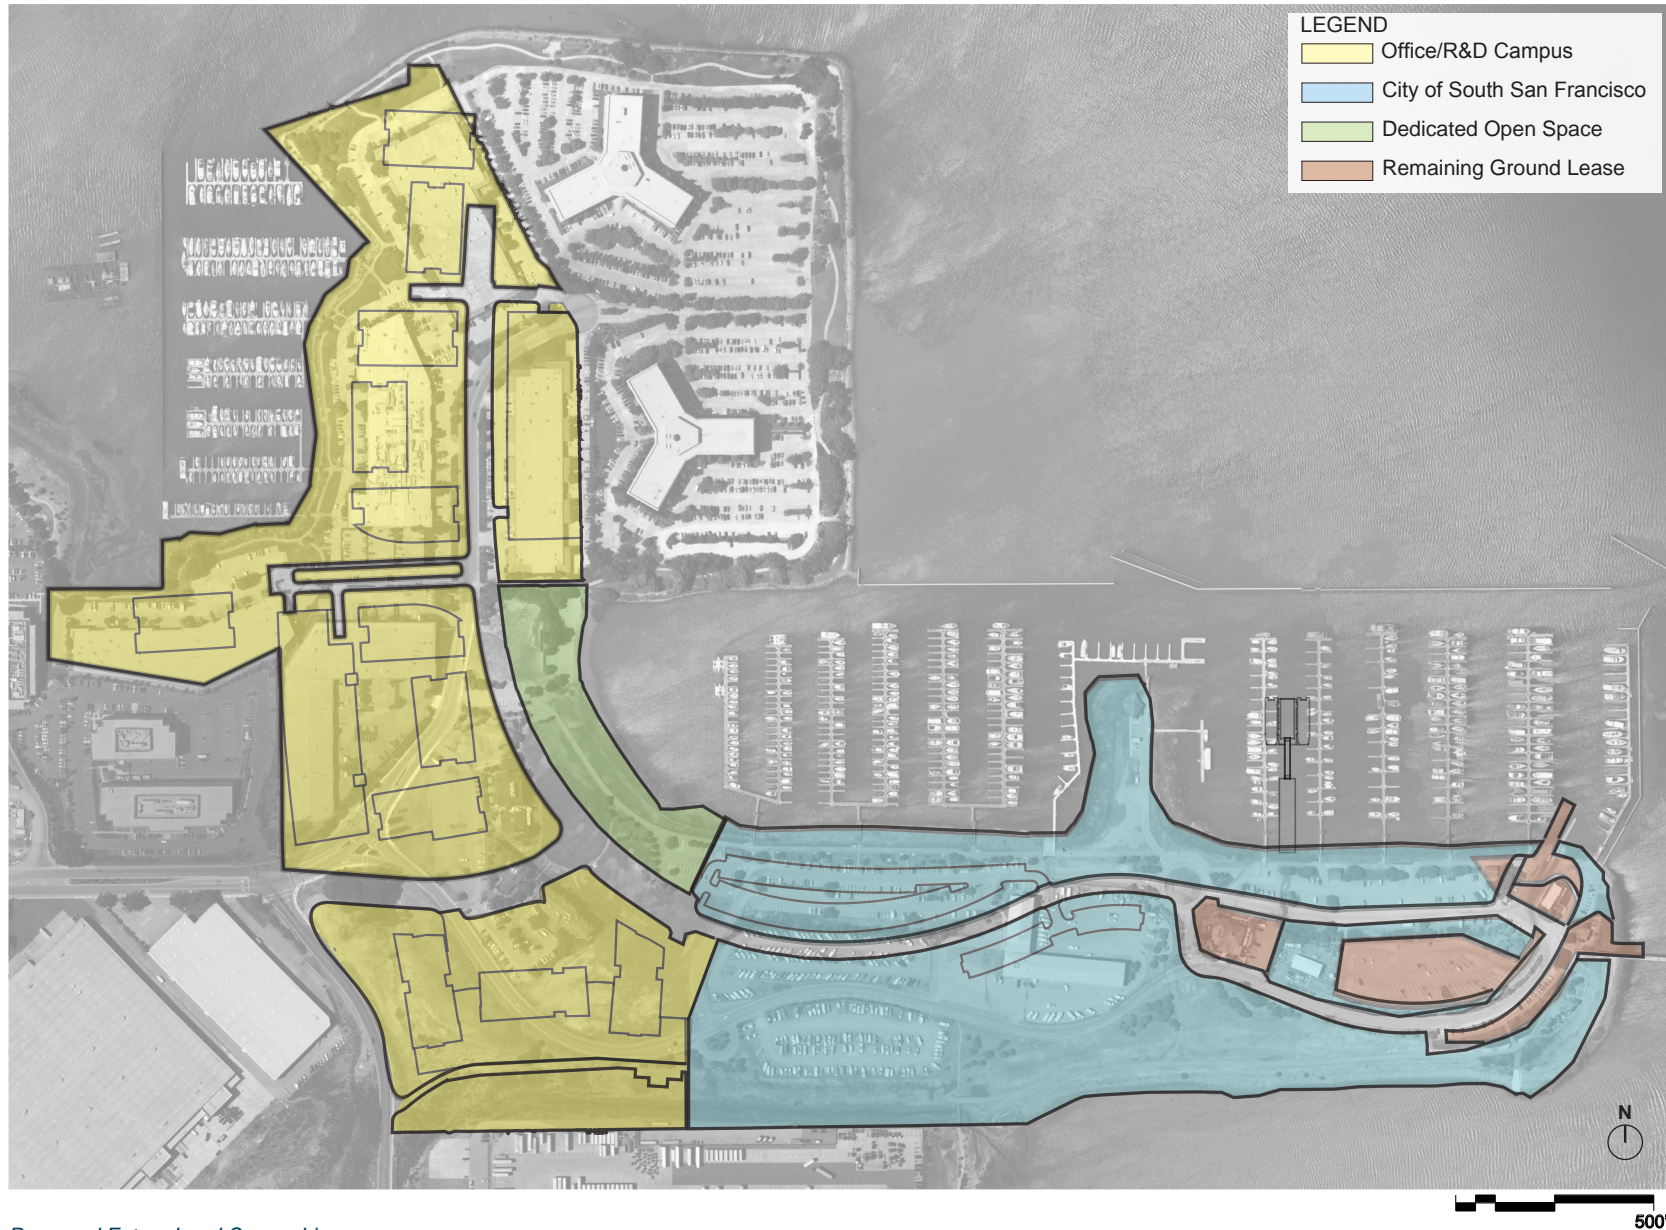 LEGEND
Office/R&D Campus
City of South San Francisco
Dedicated Open Space
Remaining Ground Lease
N
500'